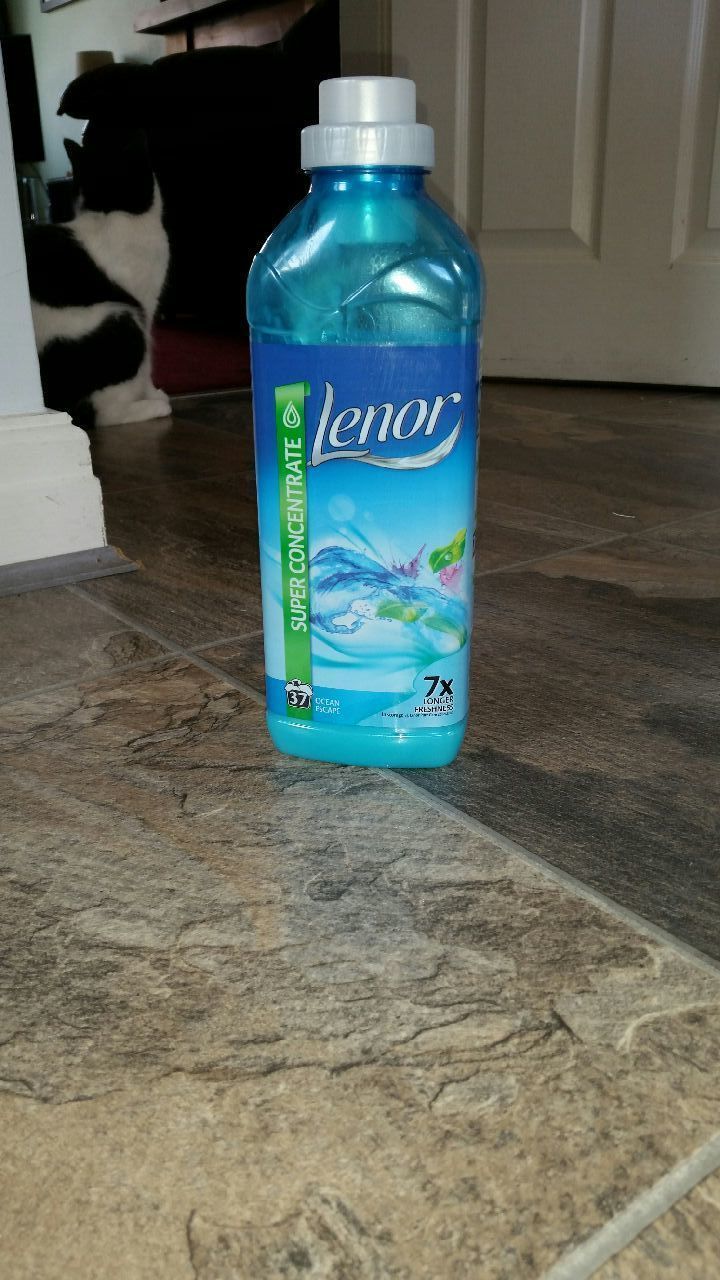 Lenor
SUPER CONCENTRATE
37
OCEAN
ESCAPE
7x
LONGER
FRESHNESS